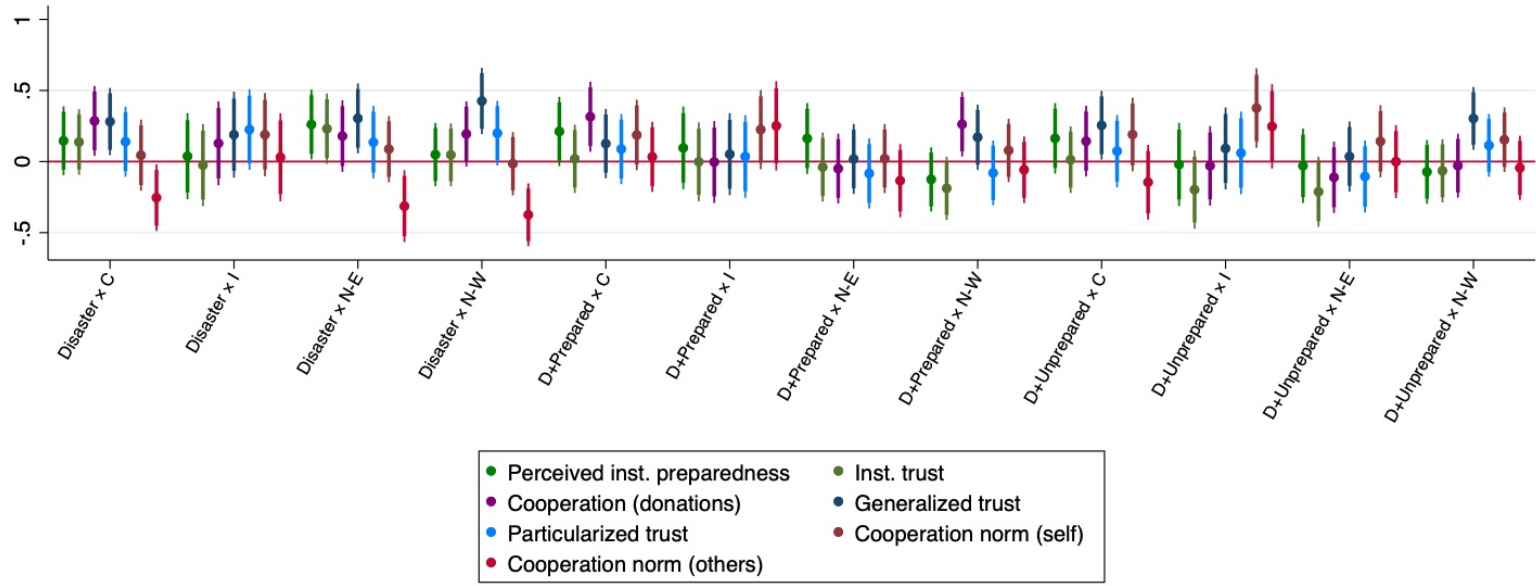 1
.5
0
-.5
Disaster x C
Disaster x I
Disaster x N-E
Disaster x N-W
D+Prepared x C
D+Prepared x I
D+Prepared x N-E
D+Prepared x N-W
D+Unprepared x C
D+Unprepared x I
D+Unprepared x N-E
D+Unprepared x N-W
Perceived inst. preparedness
Inst. trust
Cooperation (donations)
Generalized trust
Particularized trust
Cooperation norm (self)
Cooperation norm (others)